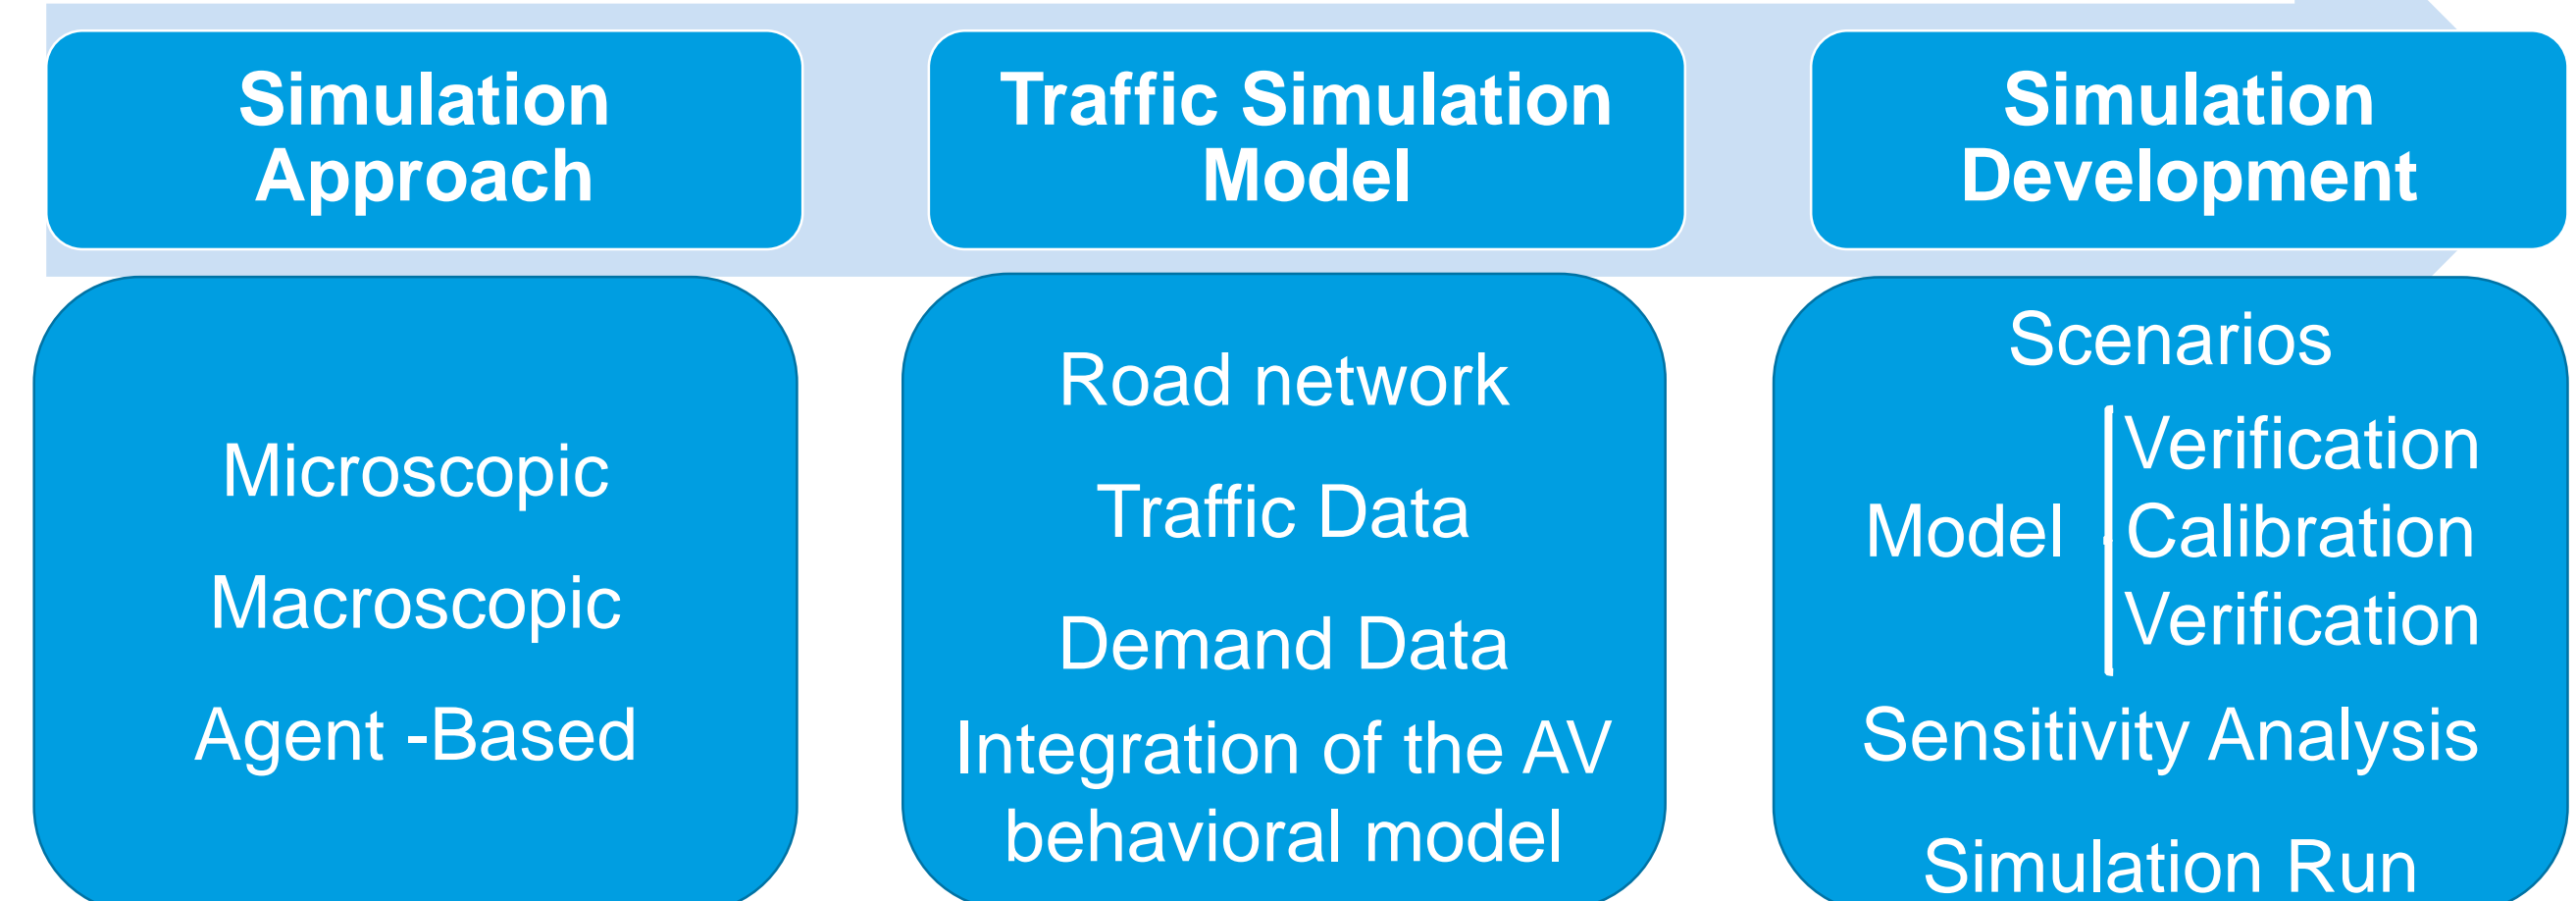 Simulation
Approach
Traffic Simulation
Model
Simulation
Development
Microscopic
Macroscopic
Agent -Based
Road network
Traffic Data
Demand Data
Integration of the AV
behavioral model
Scenarios
Verification
Model Calibration
Verification
Sensitivity Analysis
Simulation Run